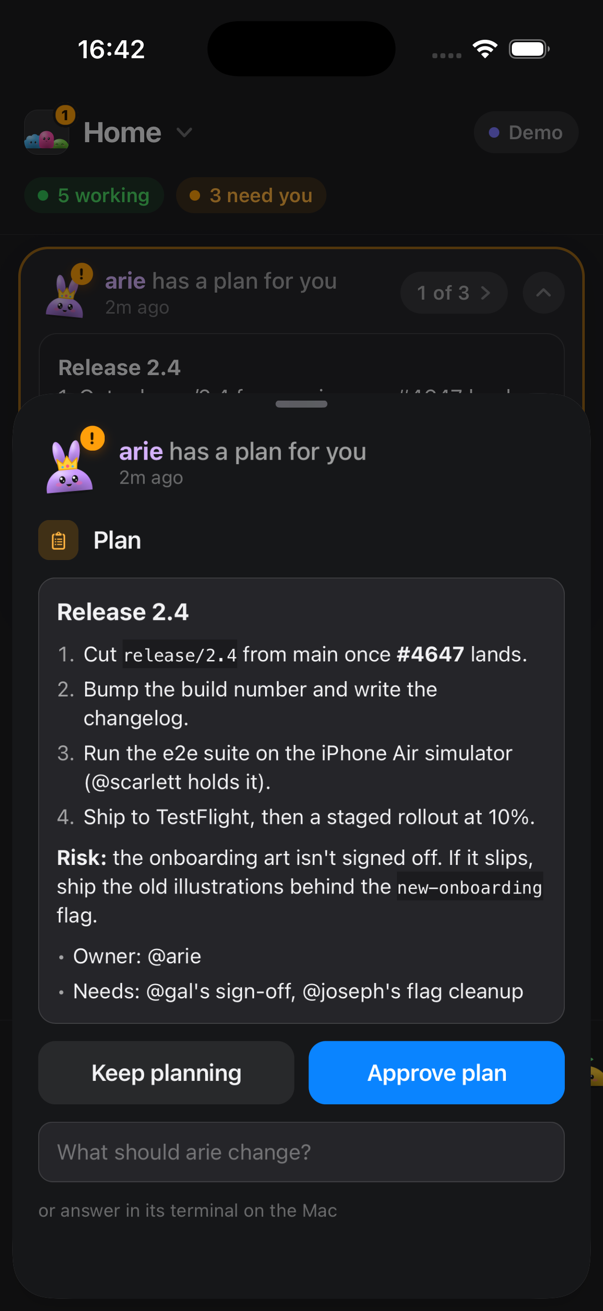 16:42
1
Home
Demo
5 working
3 need you
!
arie has a plan for you
2m ago
1 of 3
Release 2.4
!
arie has a plan for you
2m ago
Plan
Release 2.4
1. Cut release/2.4 from main once #4647 lands.
2. Bump the build number and write the
changelog.
3. Run the e2e suite on the iPhone Air simulator
(@scarlett holds it).
4. Ship to TestFlight, then a staged rollout at 10%.
Risk: the onboarding art isn't signed off. If it slips,
ship the old illustrations behind the new-onboarding
flag.
• Owner: @arie
• Needs: @gal's sign-off, @joseph's flag cleanup
Keep planning
Approve plan
What should arie change?
or answer in its terminal on the Mac